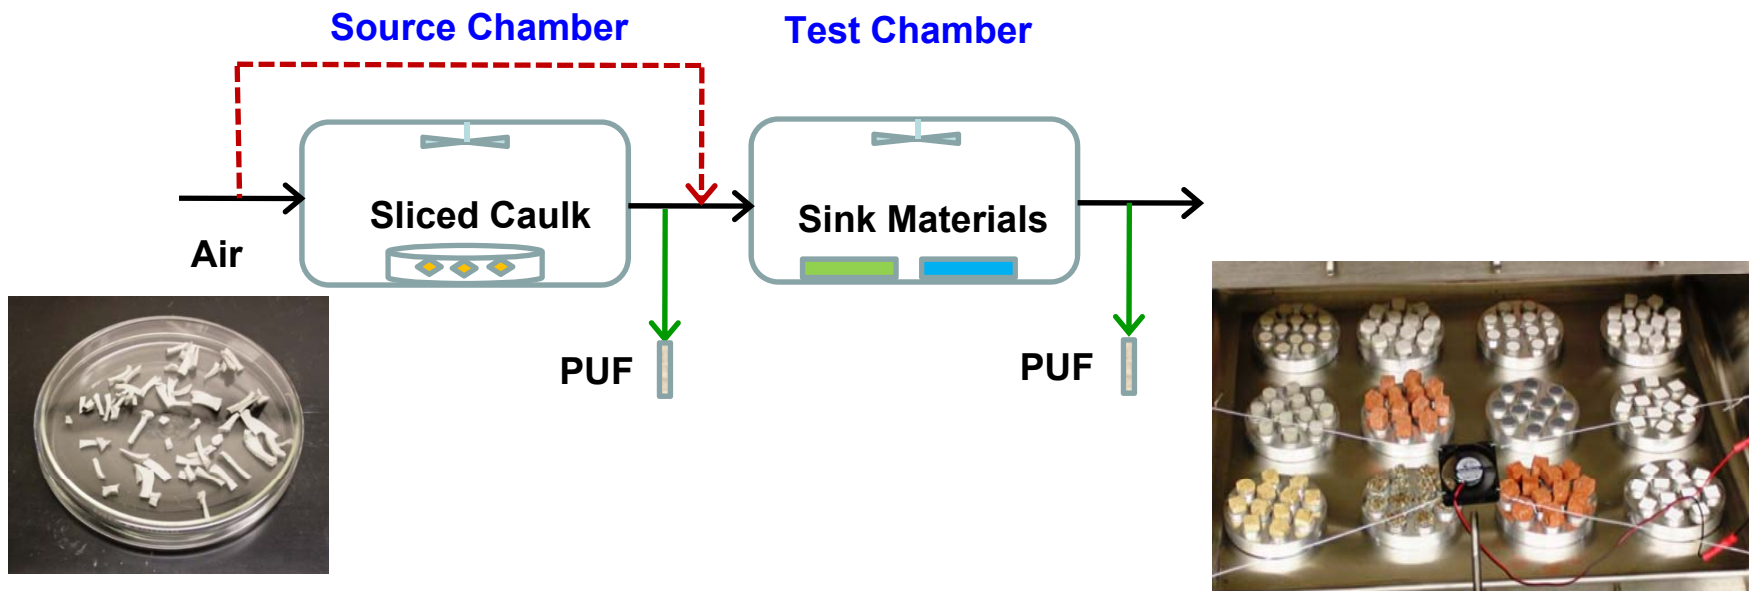 Source Chamber
Test Chamber
Sliced Caulk
Sink Materials
Air
PUF
PUF